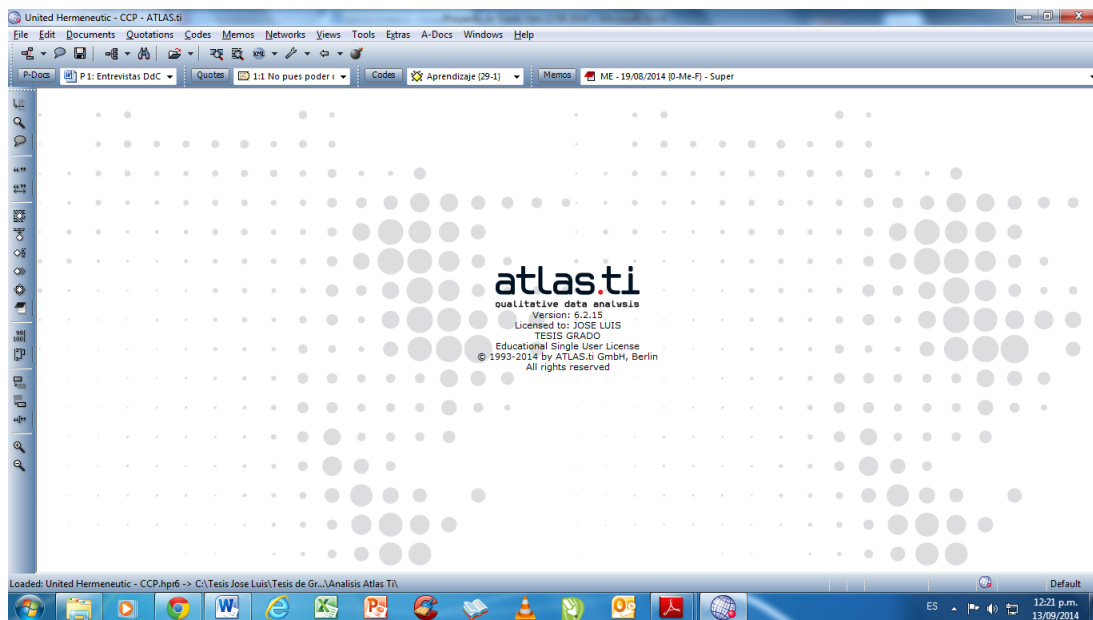 United Hermeneutic - CCP - ATLAS.ti
File Edit Documents Quotations Codes Memos Networks Views Tools Extras A-Docs Windows Help
P-Docs P 1: Entrevistas DdC Quotes 1:1 No pues poder Codes Aprendizaje {29-1} Memos ME - 19/08/2014 {0-Me-F} - Super
atlas.ti
qualitative data analysis
Version: 6.2.15
Licensed to: JOSE LUIS
TESIS GRADO
Educational Single User License
© 1993-2014 by ATLAS.ti GmbH, Berlin
All rights reserved
Loaded: United Hermeneutic - CCP.hpr6 -> C:\Tesis Jose Luis\Tesis de Gr...\Analisis Atlas Ti\
Default
ES
12:21 p.m.
13/09/2014